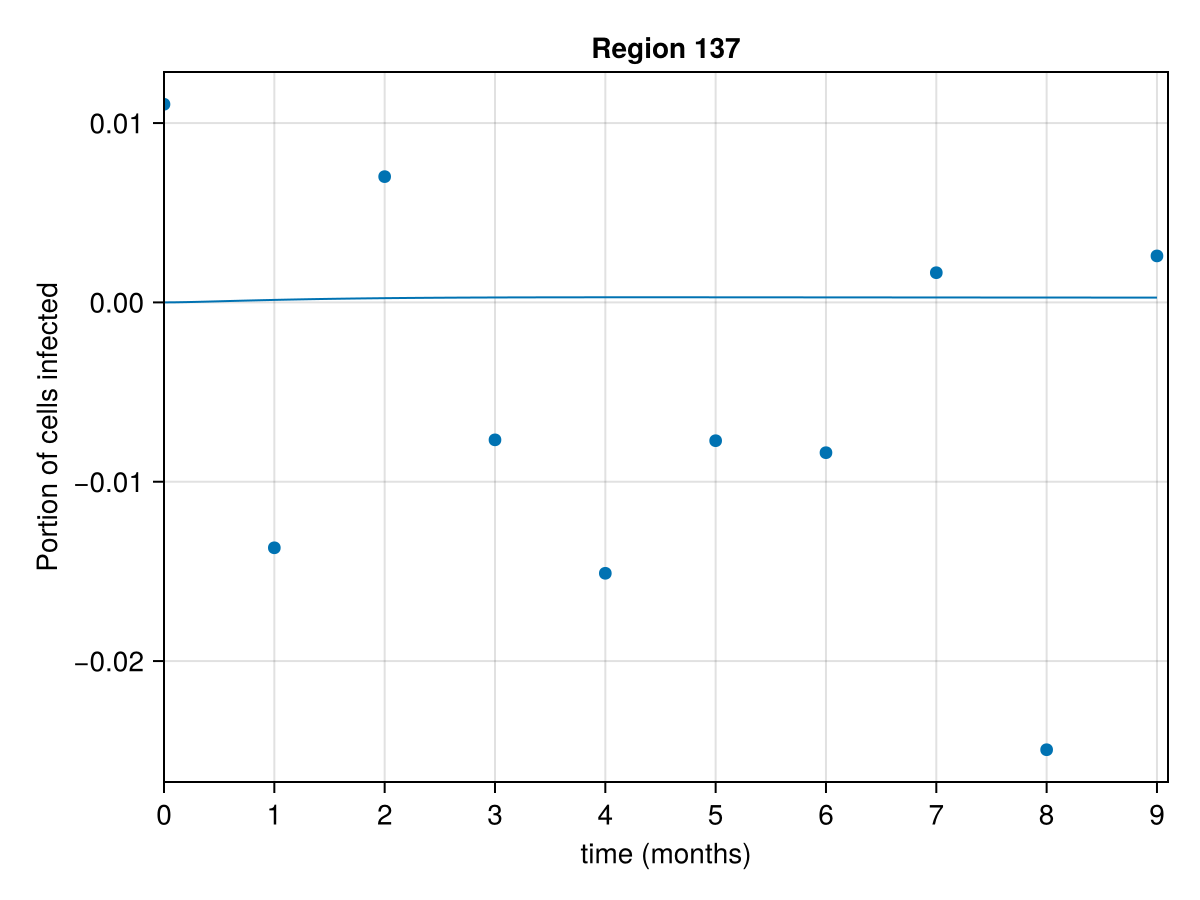 Region 137
Portion of cells infected
0.01
0.00
−0.01
−0.02
0 1 2 3 4 5 6 7 8 9
time (months)